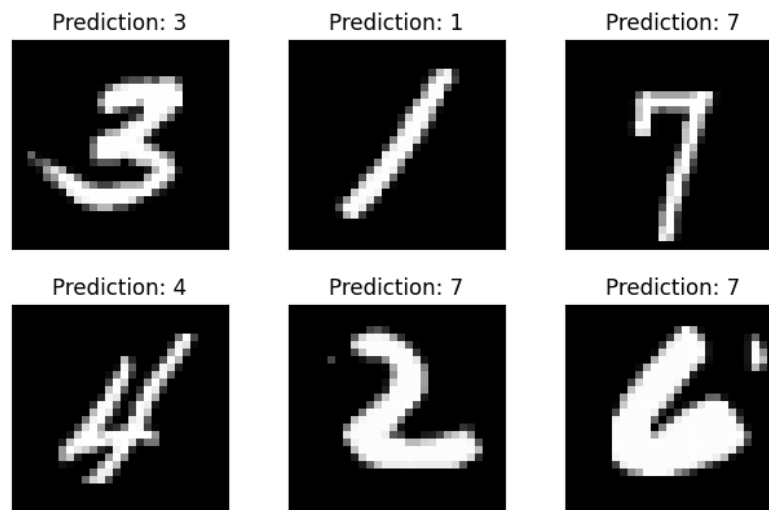 Prediction: 3
Prediction: 1
Prediction: 7
3
1
7
Prediction: 4
Prediction: 7
Prediction: 7
4
2
6